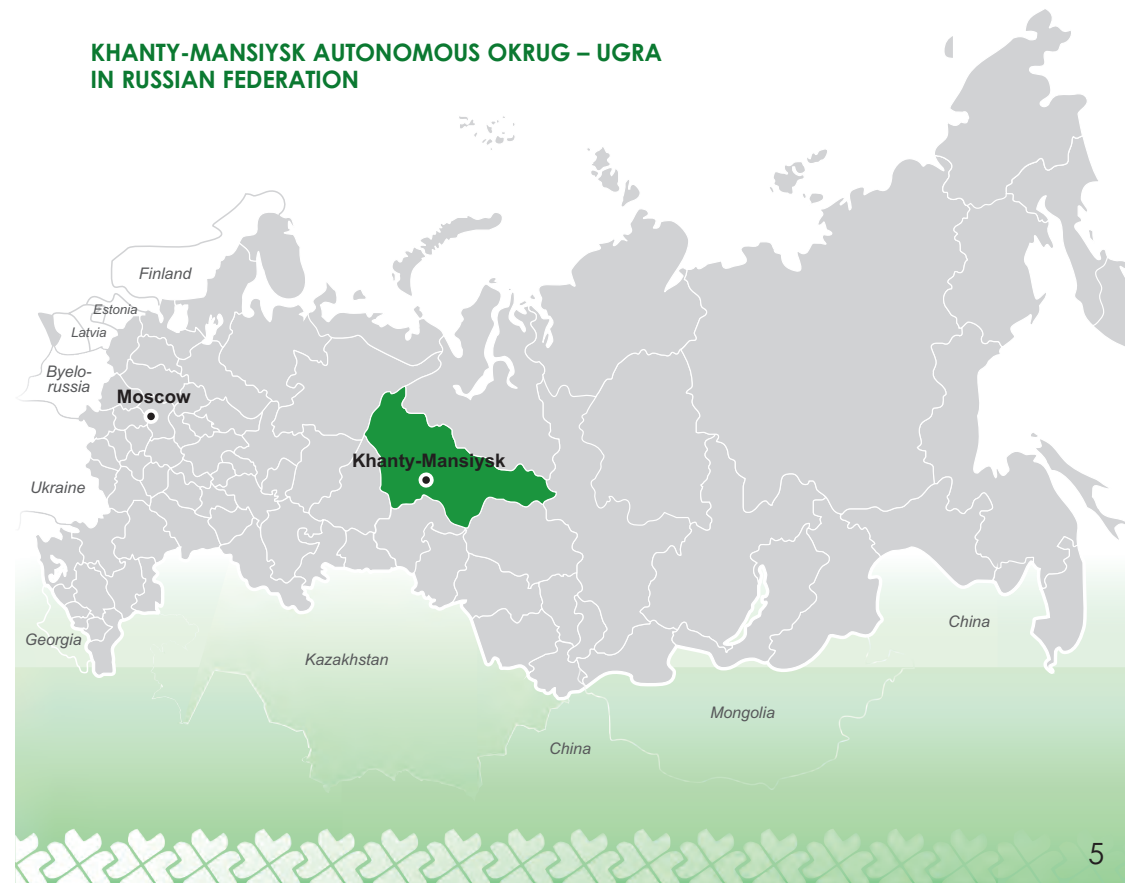 KHANTY-MANSIYSK AUTONOMOUS OKRUG – UGRA
IN RUSSIAN FEDERATION
Finland
Estonia
Latvia
Byelo-
russia
Moscow
Khanty-Mansiysk
Ukraine
Georgia
Kazakhstan
China
Mongolia
China
5